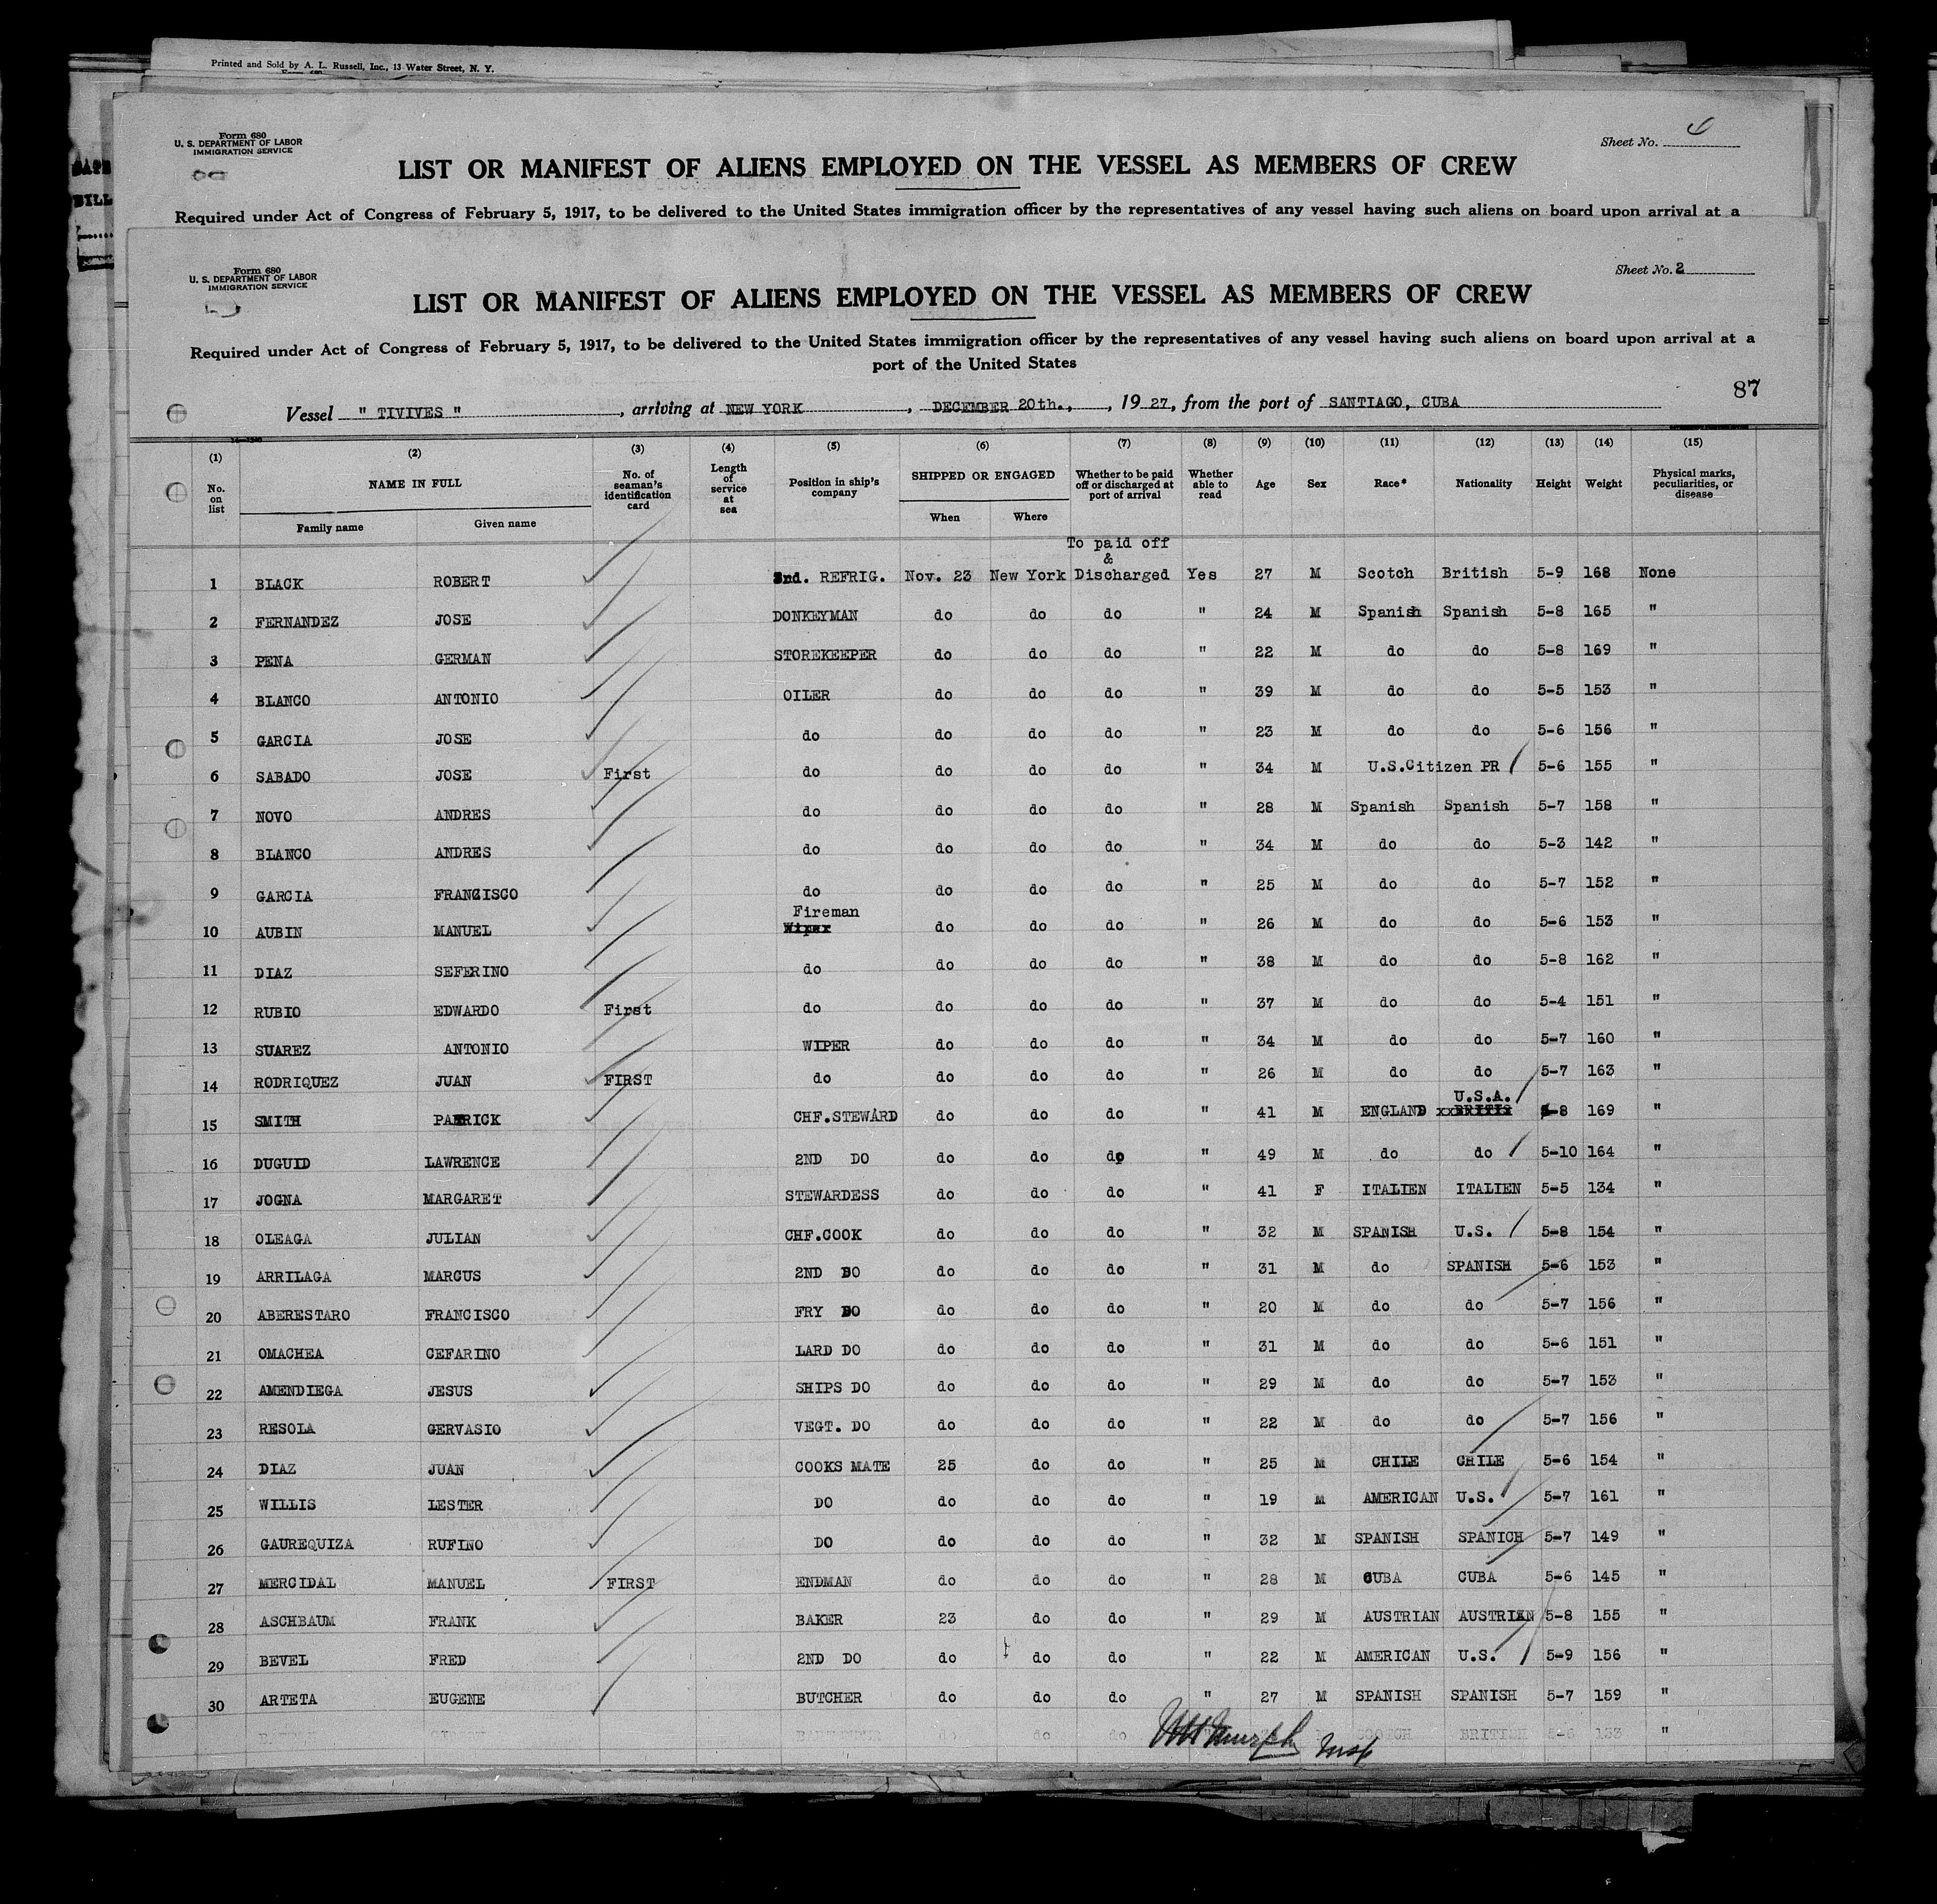 Printed and Sold by A. L. Russell, Inc., 13 Water Street, N. Y.
Form 680
U. S. DEPARTMENT OF LABOR
IMMIGRATION SERVICE
Sheet No. 4
LIST OR MANIFEST OF ALIENS EMPLOYED ON THE VESSEL AS MEMBERS OF CREW
Required under Act of Congress of February 5, 1917, to be delivered to the United States immigration officer by the representatives of any vessel having such aliens on board upon arrival at a
Form 680
U. S. DEPARTMENT OF LABOR
IMMIGRATION SERVICE
Sheet No. 2
LIST OR MANIFEST OF ALIENS EMPLOYED ON THE VESSEL AS MEMBERS OF CREW
Required under Act of Congress of February 5, 1917, to be delivered to the United States immigration officer by the representatives of any vessel having such aliens on board upon arrival at a
port of the United States
87
Vessel " TIVIVES ", arriving at NEW YORK, DECEMBER 20th., 1927, from the port of SANTIAGO, CUBA
(1) (2) (3) (4) (5) (6) (7) (8) (9) (10) (11) (12) (13) (14) (15)
No. on list NAME IN FULL No. of seaman's identification card Length of service at sea Position in ship's company SHIPPED OR ENGAGED Whether to be paid off or discharged at port of arrival Whether able to read Age Sex Race* Nationality Height Weight Physical marks, peculiarities, or disease
Family name Given name When Where
To paid off
&
1 BLACK ROBERT 2nd. REFRIG. Nov. 23 New York Discharged Yes 27 M Scotch British 5-9 168 None
2 FERNANDEZ JOSE DONKEYMAN do do do " 24 M Spanish Spanish 5-8 165 "
3 PENA GERMAN STOREKEEPER do do do " 22 M do do 5-8 169 "
4 BLANCO ANTONIO OILER do do do " 39 M do do 5-5 153 "
5 GARCIA JOSE do do do do " 23 M do do 5-6 156 "
6 SABADO JOSE First do do do do " 34 M U.S.Citizen PR 5-6 155 "
7 NOVO ANDRES do do do do " 28 M Spanish Spanish 5-7 158 "
8 BLANCO ANDRES do do do do " 34 M do do 5-3 142 "
9 GARCIA FRANCISCO do do do do " 25 M do do 5-7 152 "
Fireman
10 AUBIN MANUEL Wiper do do do " 26 M do do 5-6 153 "
11 DIAZ SEFERINO do do do do " 38 M do do 5-8 162 "
12 RUBIO EDWARDO First do do do do " 37 M do do 5-4 151 "
13 SUAREZ ANTONIO WIPER do do do " 34 M do do 5-7 160 "
14 RODRIQUEZ JUAN FIRST do do do do " 26 M do do 5-7 163 "
U.S.A.
15 SMITH PATRICK CHF.STEWARD do do do " 41 M ENGLAND 5-8 169 "
16 DUGUID LAWRENCE 2ND DO do do do " 49 M do do 5-10 164 "
17 JOGNA MARGARET STEWARDESS do do do " 41 F ITALIEN ITALIEN 5-5 134 "
18 OLEAGA JULIAN CHF.COOK do do do " 32 M SPANISH U.S. 5-8 154 "
19 ARRILAGA MARCUS 2ND DO do do do " 31 M do SPANISH 5-6 153 "
20 ABERESTARO FRANCISCO FRY DO do do do " 20 M do do 5-7 156 "
21 OMACHEA CEFARINO LARD DO do do do " 31 M do do 5-6 151 "
22 AMENDIEGA JESUS SHIPS DO do do do " 29 M do do 5-7 153 "
23 RESOLA GERVASIO VEGT. DO do do do " 22 M do do 5-7 156 "
24 DIAZ JUAN COOKS MATE 25 do do " 25 M CHILE CHILE 5-6 154 "
25 WILLIS LESTER DO do do do " 19 M AMERICAN U.S. 5-7 161 "
26 GAUREQUIZA RUFINO DO do do do " 32 M SPANISH SPANICH 5-7 149 "
27 MERCIDAL MANUEL FIRST ENDMAN do do do " 28 M CUBA CUBA 5-6 145 "
28 ASCHBAUM FRANK BAKER 23 do do " 29 M AUSTRIAN AUSTRIAN 5-8 155 "
29 BEVEL FRED 2ND DO do do do " 22 M AMERICAN U.S. 5-9 156 "
30 ARTETA EUGENE BUTCHER do do do " 27 M SPANISH SPANISH 5-7 159 "
do do do SCOTCH BRITISH 5-6 133 "